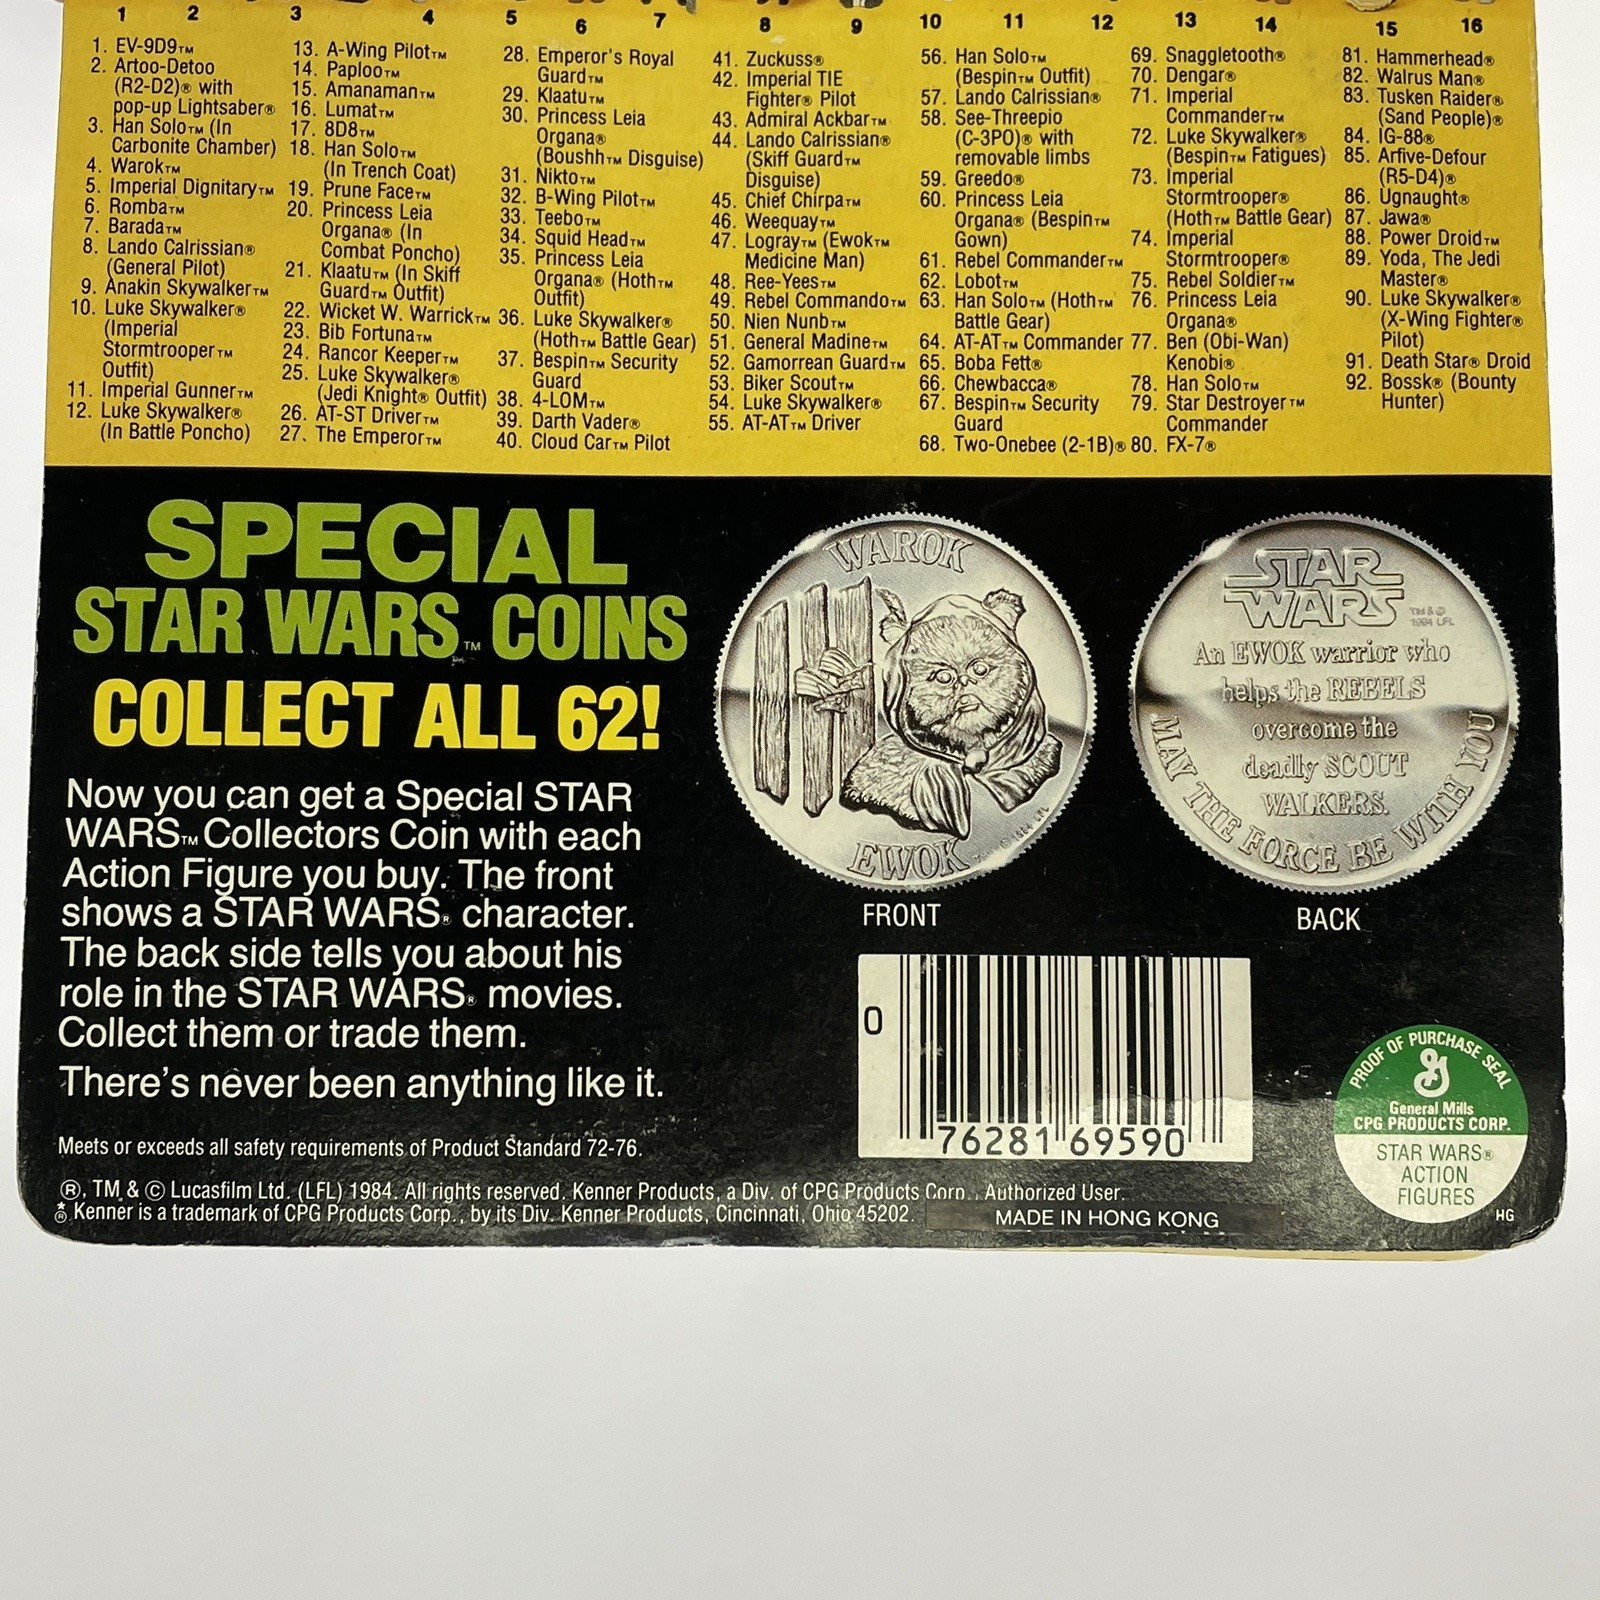 1 2 3 4 5 6 7 8 9 10 11 12 13 14 15 16
1. EV-9D9™
2. Artoo-Detoo
(R2-D2)® with
pop-up Lightsaber®
3. Han Solo™ (In
Carbonite Chamber)
4. Warok™
5. Imperial Dignitary™
6. Romba™
7. Barada™
8. Lando Calrissian®
(General Pilot)
9. Anakin Skywalker™
10. Luke Skywalker®
(Imperial
Stormtrooper™
Outfit)
11. Imperial Gunner™
12. Luke Skywalker®
(In Battle Poncho)
13. A-Wing Pilot™
14. Paploo™
15. Amanaman™
16. Lumat™
17. 8D8™
18. Han Solo™
(In Trench Coat)
19. Prune Face™
20. Princess Leia
Organa® (In
Combat Poncho)
21. Klaatu™ (In Skiff
Guard™ Outfit)
22. Wicket W. Warrick™
23. Bib Fortuna™
24. Rancor Keeper™
25. Luke Skywalker®
(Jedi Knight® Outfit)
26. AT-ST Driver™
27. The Emperor™
28. Emperor's Royal
Guard™
29. Klaatu™
30. Princess Leia
Organa®
(Boushh™ Disguise)
31. Nikto™
32. B-Wing Pilot™
33. Teebo™
34. Squid Head™
35. Princess Leia
Organa® (Hoth™
Outfit)
36. Luke Skywalker®
(Hoth™ Battle Gear)
37. Bespin™ Security
Guard
38. 4-LOM™
39. Darth Vader®
40. Cloud Car™ Pilot
41. Zuckuss®
42. Imperial TIE
Fighter® Pilot
43. Admiral Ackbar™
44. Lando Calrissian®
(Skiff Guard™
Disguise)
45. Chief Chirpa™
46. Weequay™
47. Logray™ (Ewok™
Medicine Man)
48. Ree-Yees™
49. Rebel Commando™
50. Nien Nunb™
51. General Madine™
52. Gamorrean Guard™
53. Biker Scout™
54. Luke Skywalker®
55. AT-AT™ Driver
56. Han Solo™
(Bespin™ Outfit)
57. Lando Calrissian®
58. See-Threepio
(C-3PO)® with
removable limbs
59. Greedo®
60. Princess Leia
Organa® (Bespin™
Gown)
61. Rebel Commander™
62. Lobot™
63. Han Solo™ (Hoth™
Battle Gear)
64. AT-AT™ Commander
65. Boba Fett®
66. Chewbacca®
67. Bespin™ Security
Guard
68. Two-Onebee (2-1B)®
69. Snaggletooth®
70. Dengar®
71. Imperial
Commander™
72. Luke Skywalker®
(Bespin™ Fatigues)
73. Imperial
Stormtrooper®
(Hoth™ Battle Gear)
74. Imperial
Stormtrooper®
75. Rebel Soldier™
76. Princess Leia
Organa®
77. Ben (Obi-Wan)
Kenobi®
78. Han Solo™
79. Star Destroyer™
Commander
80. FX-7®
81. Hammerhead®
82. Walrus Man®
83. Tusken Raider®
(Sand People)®
84. IG-88®
85. Arfive-Defour
(R5-D4)®
86. Ugnaught®
87. Jawa®
88. Power Droid™
89. Yoda, The Jedi
Master®
90. Luke Skywalker®
(X-Wing Fighter®
Pilot)
91. Death Star® Droid
92. Bossk® (Bounty
Hunter)
SPECIAL
STAR WARS™ COINS
COLLECT ALL 62!
Now you can get a Special STAR
WARS™ Collectors Coin with each
Action Figure you buy. The front
shows a STAR WARS® character.
The back side tells you about his
role in the STAR WARS® movies.
Collect them or trade them.
There's never been anything like it.
WAROK
EWOK
© 1984 LFL
FRONT
STAR
WARS
TM & ©
1984 LFL
An EWOK warrior who
helps the REBELS
overcome the
deadly SCOUT
WALKERS.
MAY THE FORCE BE WITH YOU
BACK
0
76281 69590
PROOF OF PURCHASE SEAL
G
General Mills
CPG PRODUCTS CORP.
STAR WARS®
ACTION
FIGURES
HG
Meets or exceeds all safety requirements of Product Standard 72-76.
®, TM & © Lucasfilm Ltd. (LFL) 1984. All rights reserved. Kenner Products, a Div. of CPG Products Corp., Authorized User.
®Kenner is a trademark of CPG Products Corp., by its Div. Kenner Products, Cincinnati, Ohio 45202.
MADE IN HONG KONG